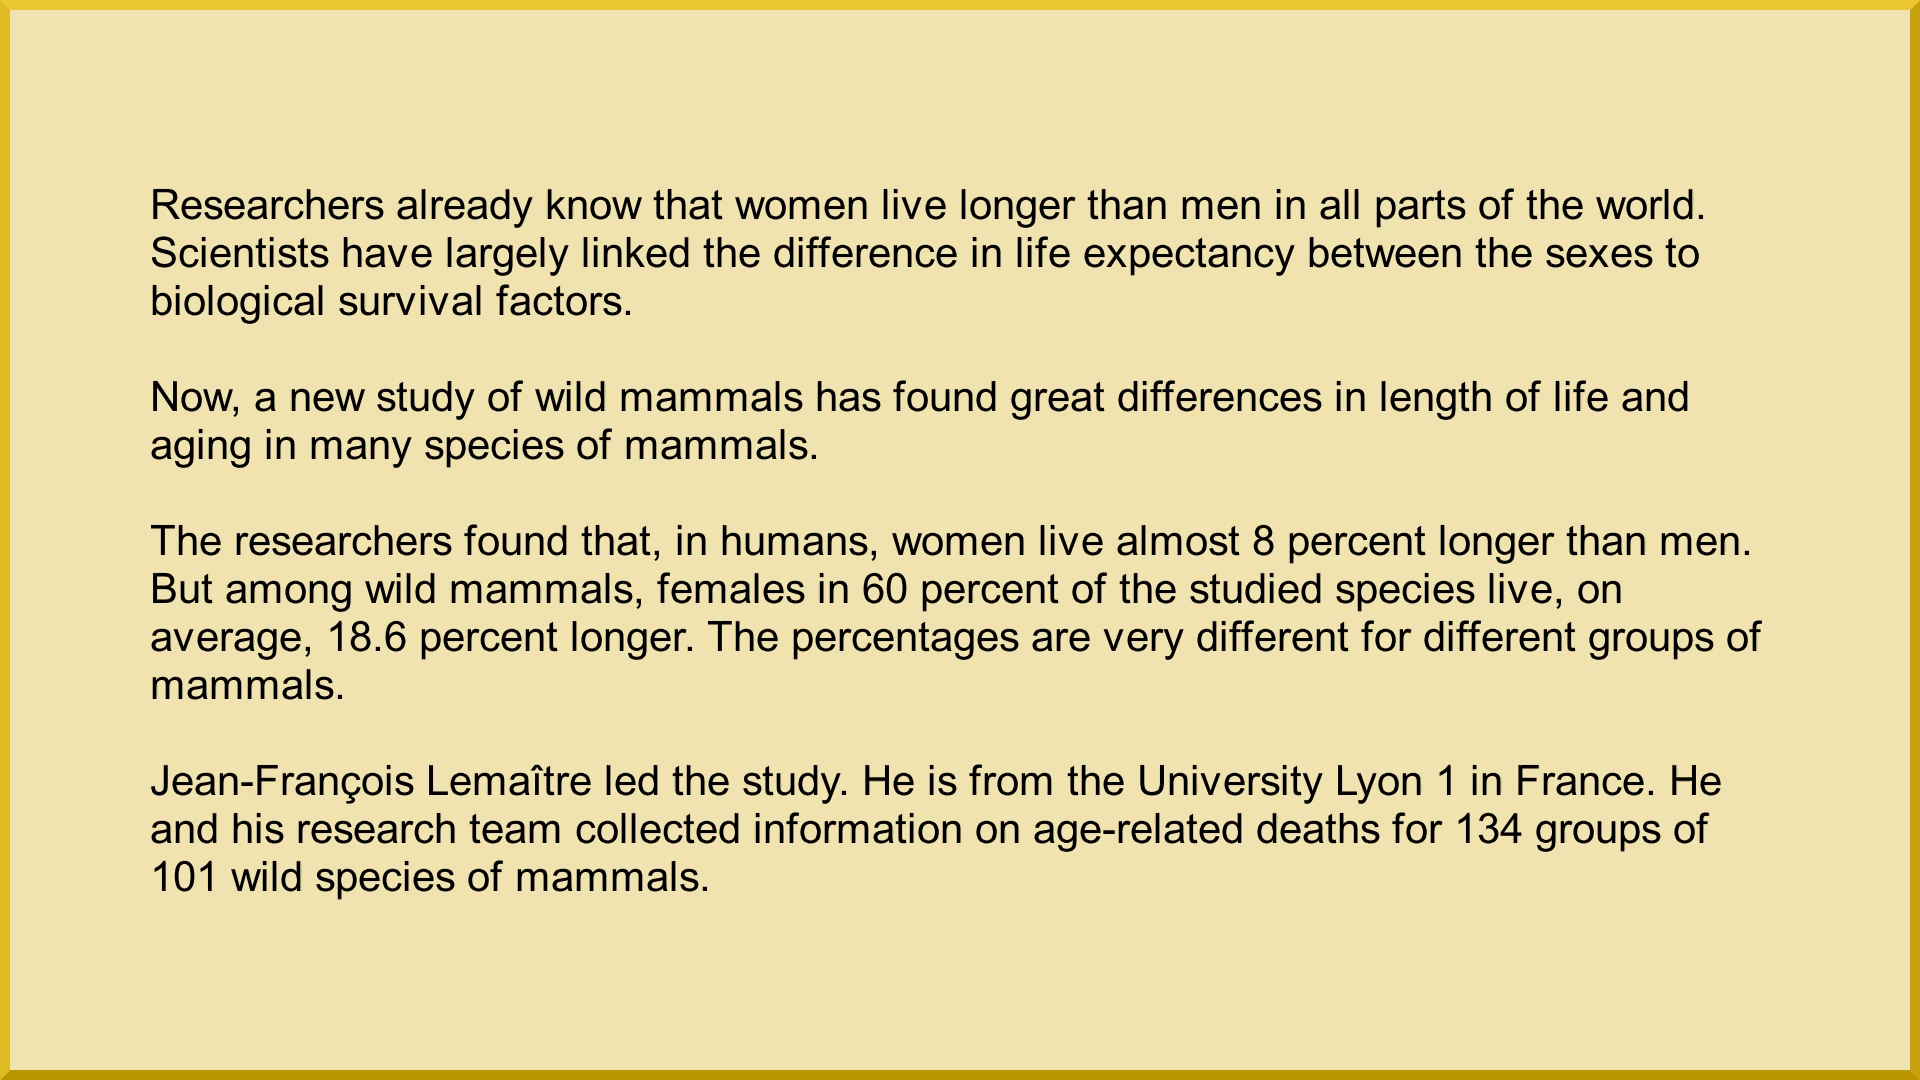 Researchers already know that women live longer than men in all parts of the world.
Scientists have largely linked the difference in life expectancy between the sexes to
biological survival factors.
Now, a new study of wild mammals has found great differences in length of life and
aging in many species of mammals.
The researchers found that, in humans, women live almost 8 percent longer than men.
But among wild mammals, females in 60 percent of the studied species live, on
average, 18.6 percent longer. The percentages are very different for different groups of
mammals.
Jean-François Lemaître led the study. He is from the University Lyon 1 in France. He
and his research team collected information on age-related deaths for 134 groups of
101 wild species of mammals.